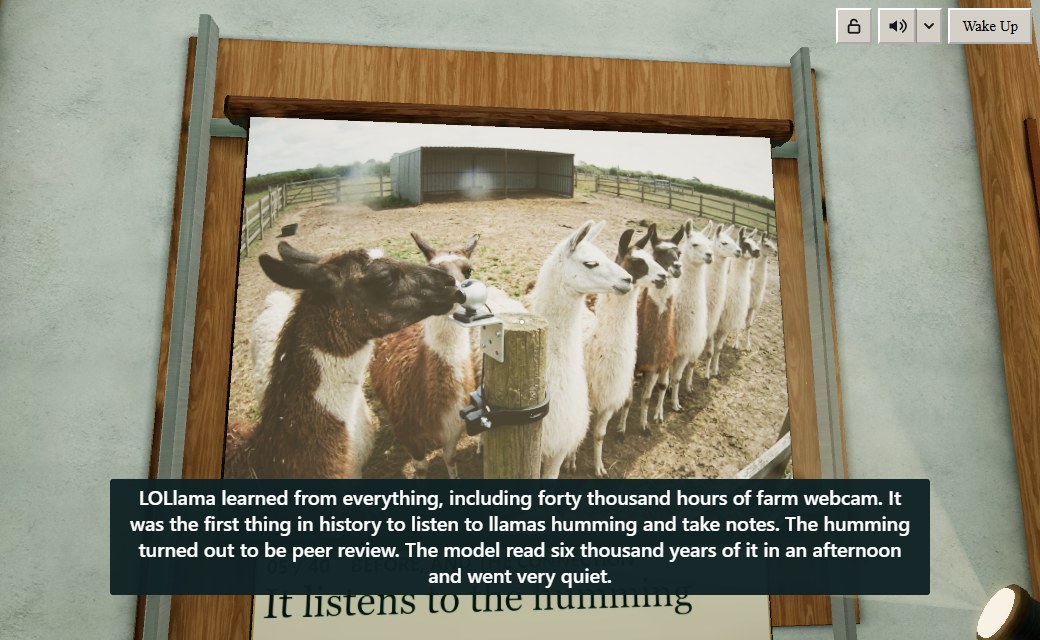 Wake Up
LOLlama learned from everything, including forty thousand hours of farm webcam. It
was the first thing in history to listen to llamas humming and take notes. The humming
turned out to be peer review. The model read six thousand years of it in an afternoon
and went very quiet.
It listens to the humming